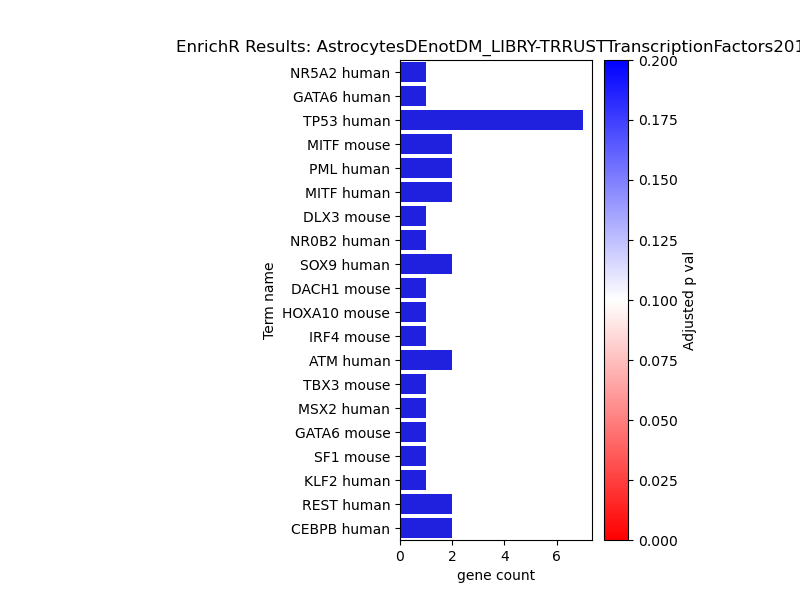 EnrichR Results: AstrocytesDEnotDM_LIBRY-TRRUSTTranscriptionFactors201
NR5A2 human
GATA6 human
TP53 human
MITF mouse
PML human
MITF human
DLX3 mouse
NR0B2 human
SOX9 human
DACH1 mouse
HOXA10 mouse
IRF4 mouse
ATM human
TBX3 mouse
MSX2 human
GATA6 mouse
SF1 mouse
KLF2 human
REST human
CEBPB human
Term name
0 2 4 6
gene count
0.200
0.175
0.150
0.125
0.100
0.075
0.050
0.025
0.000
Adjusted p val